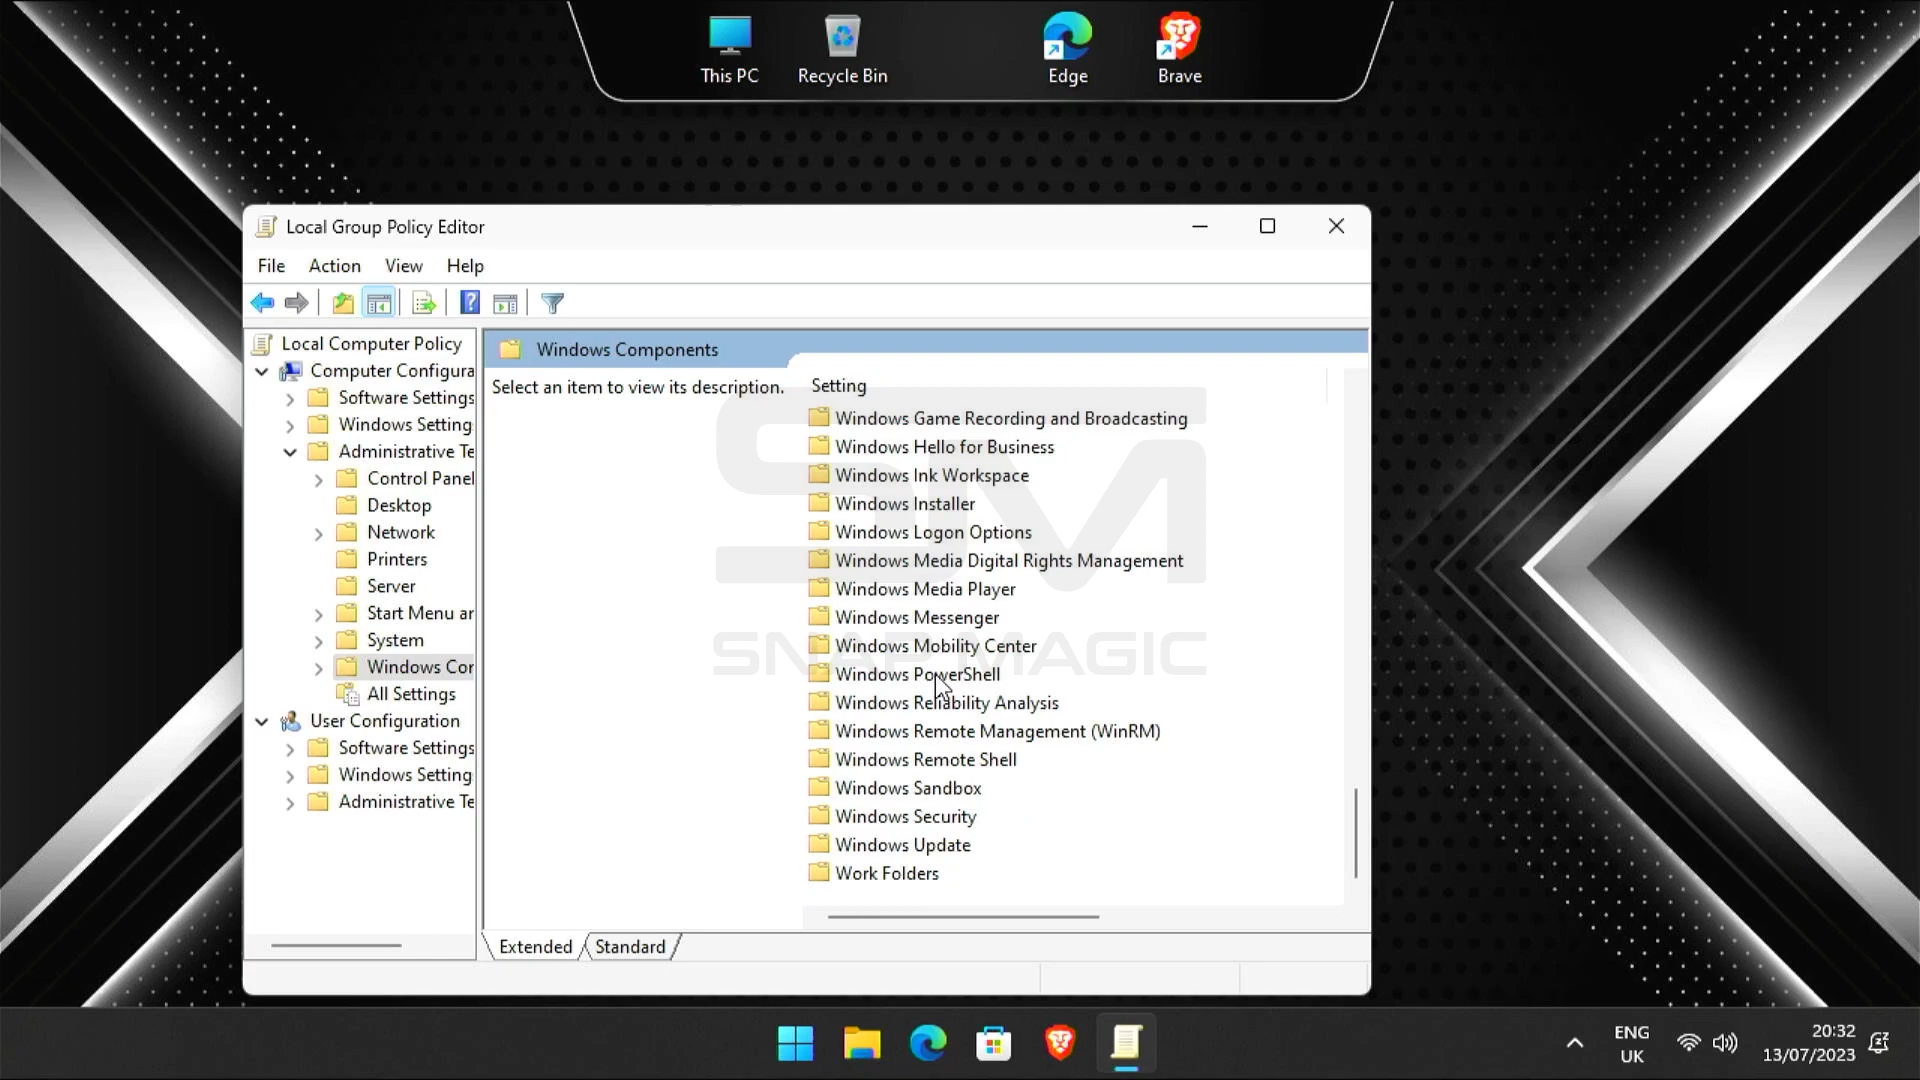 This PC
Recycle Bin
Edge
Brave
Local Group Policy Editor
File Action View Help
Local Computer Policy
Computer Configura
Software Settings
Windows Setting
Administrative Te
Control Panel
Desktop
Network
Printers
Server
Start Menu ar
System
Windows Cor
All Settings
User Configuration
Software Settings
Windows Setting
Administrative Te
Windows Components
Select an item to view its description.
Setting
Windows Game Recording and Broadcasting
Windows Hello for Business
Windows Ink Workspace
Windows Installer
Windows Logon Options
Windows Media Digital Rights Management
Windows Media Player
Windows Messenger
Windows Mobility Center
Windows PowerShell
Windows Reliability Analysis
Windows Remote Management (WinRM)
Windows Remote Shell
Windows Sandbox
Windows Security
Windows Update
Work Folders
SM
SNAP MAGIC
Extended Standard
ENG
UK
20:32
13/07/2023